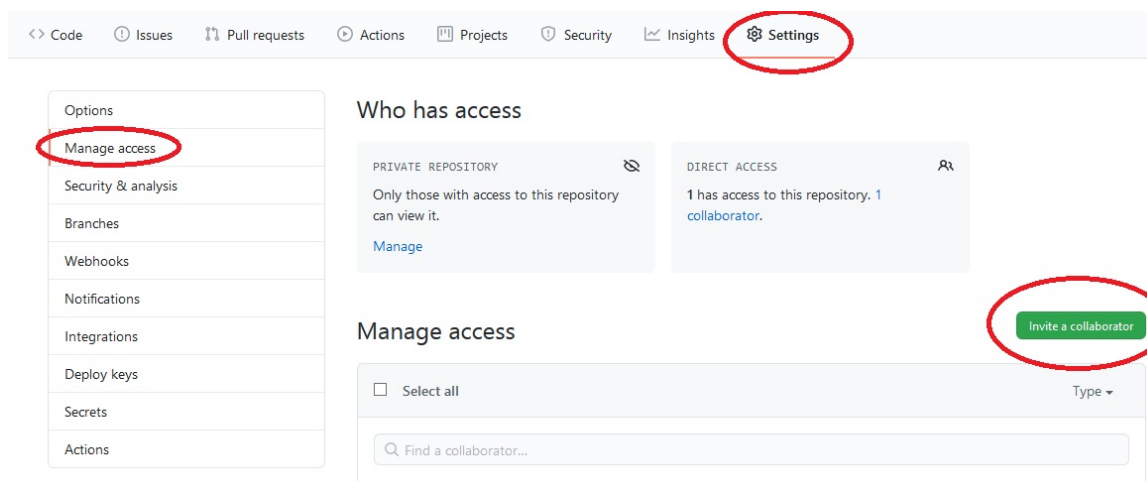 Code Issues Pull requests Actions Projects Security Insights Settings
Options
Manage access
Security & analysis
Branches
Webhooks
Notifications
Integrations
Deploy keys
Secrets
Actions
Who has access
PRIVATE REPOSITORY
Only those with access to this repository
can view it.
Manage
DIRECT ACCESS
1 has access to this repository. 1
collaborator.
Manage access
Invite a collaborator
Select all
Type
Find a collaborator...